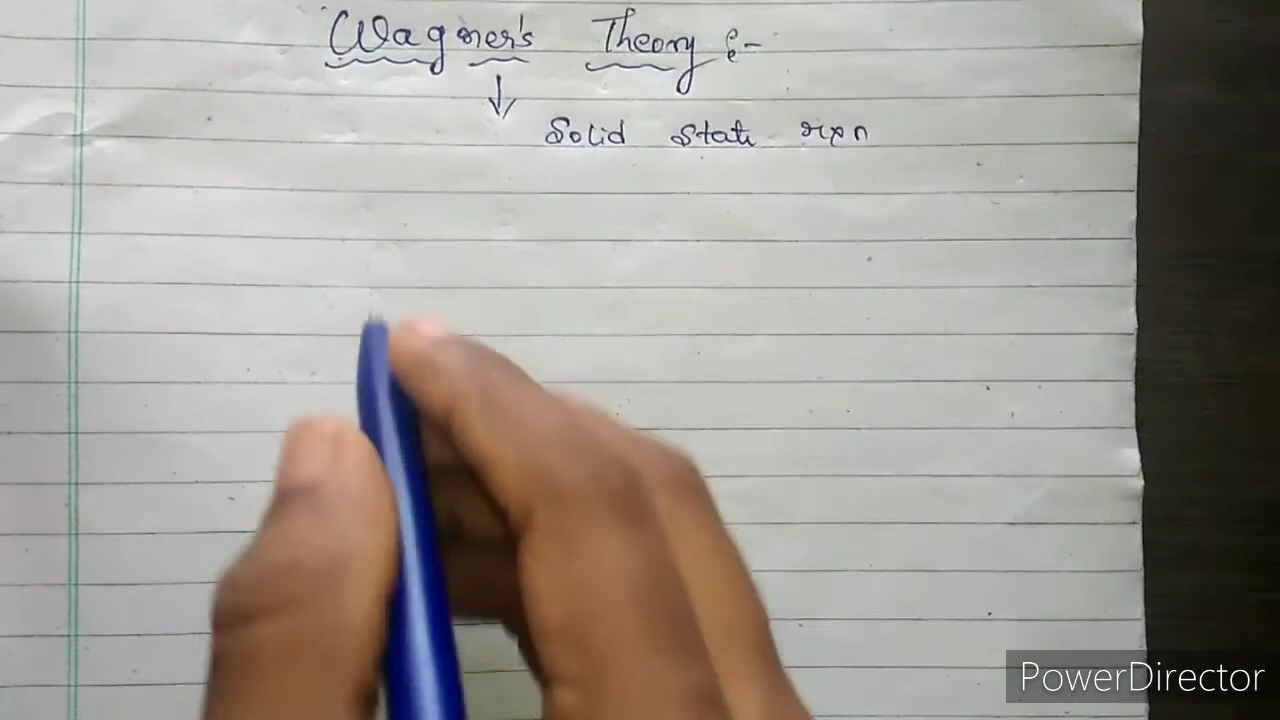 Wagner's Theory :-
↓
Solid State rxn
PowerDirector